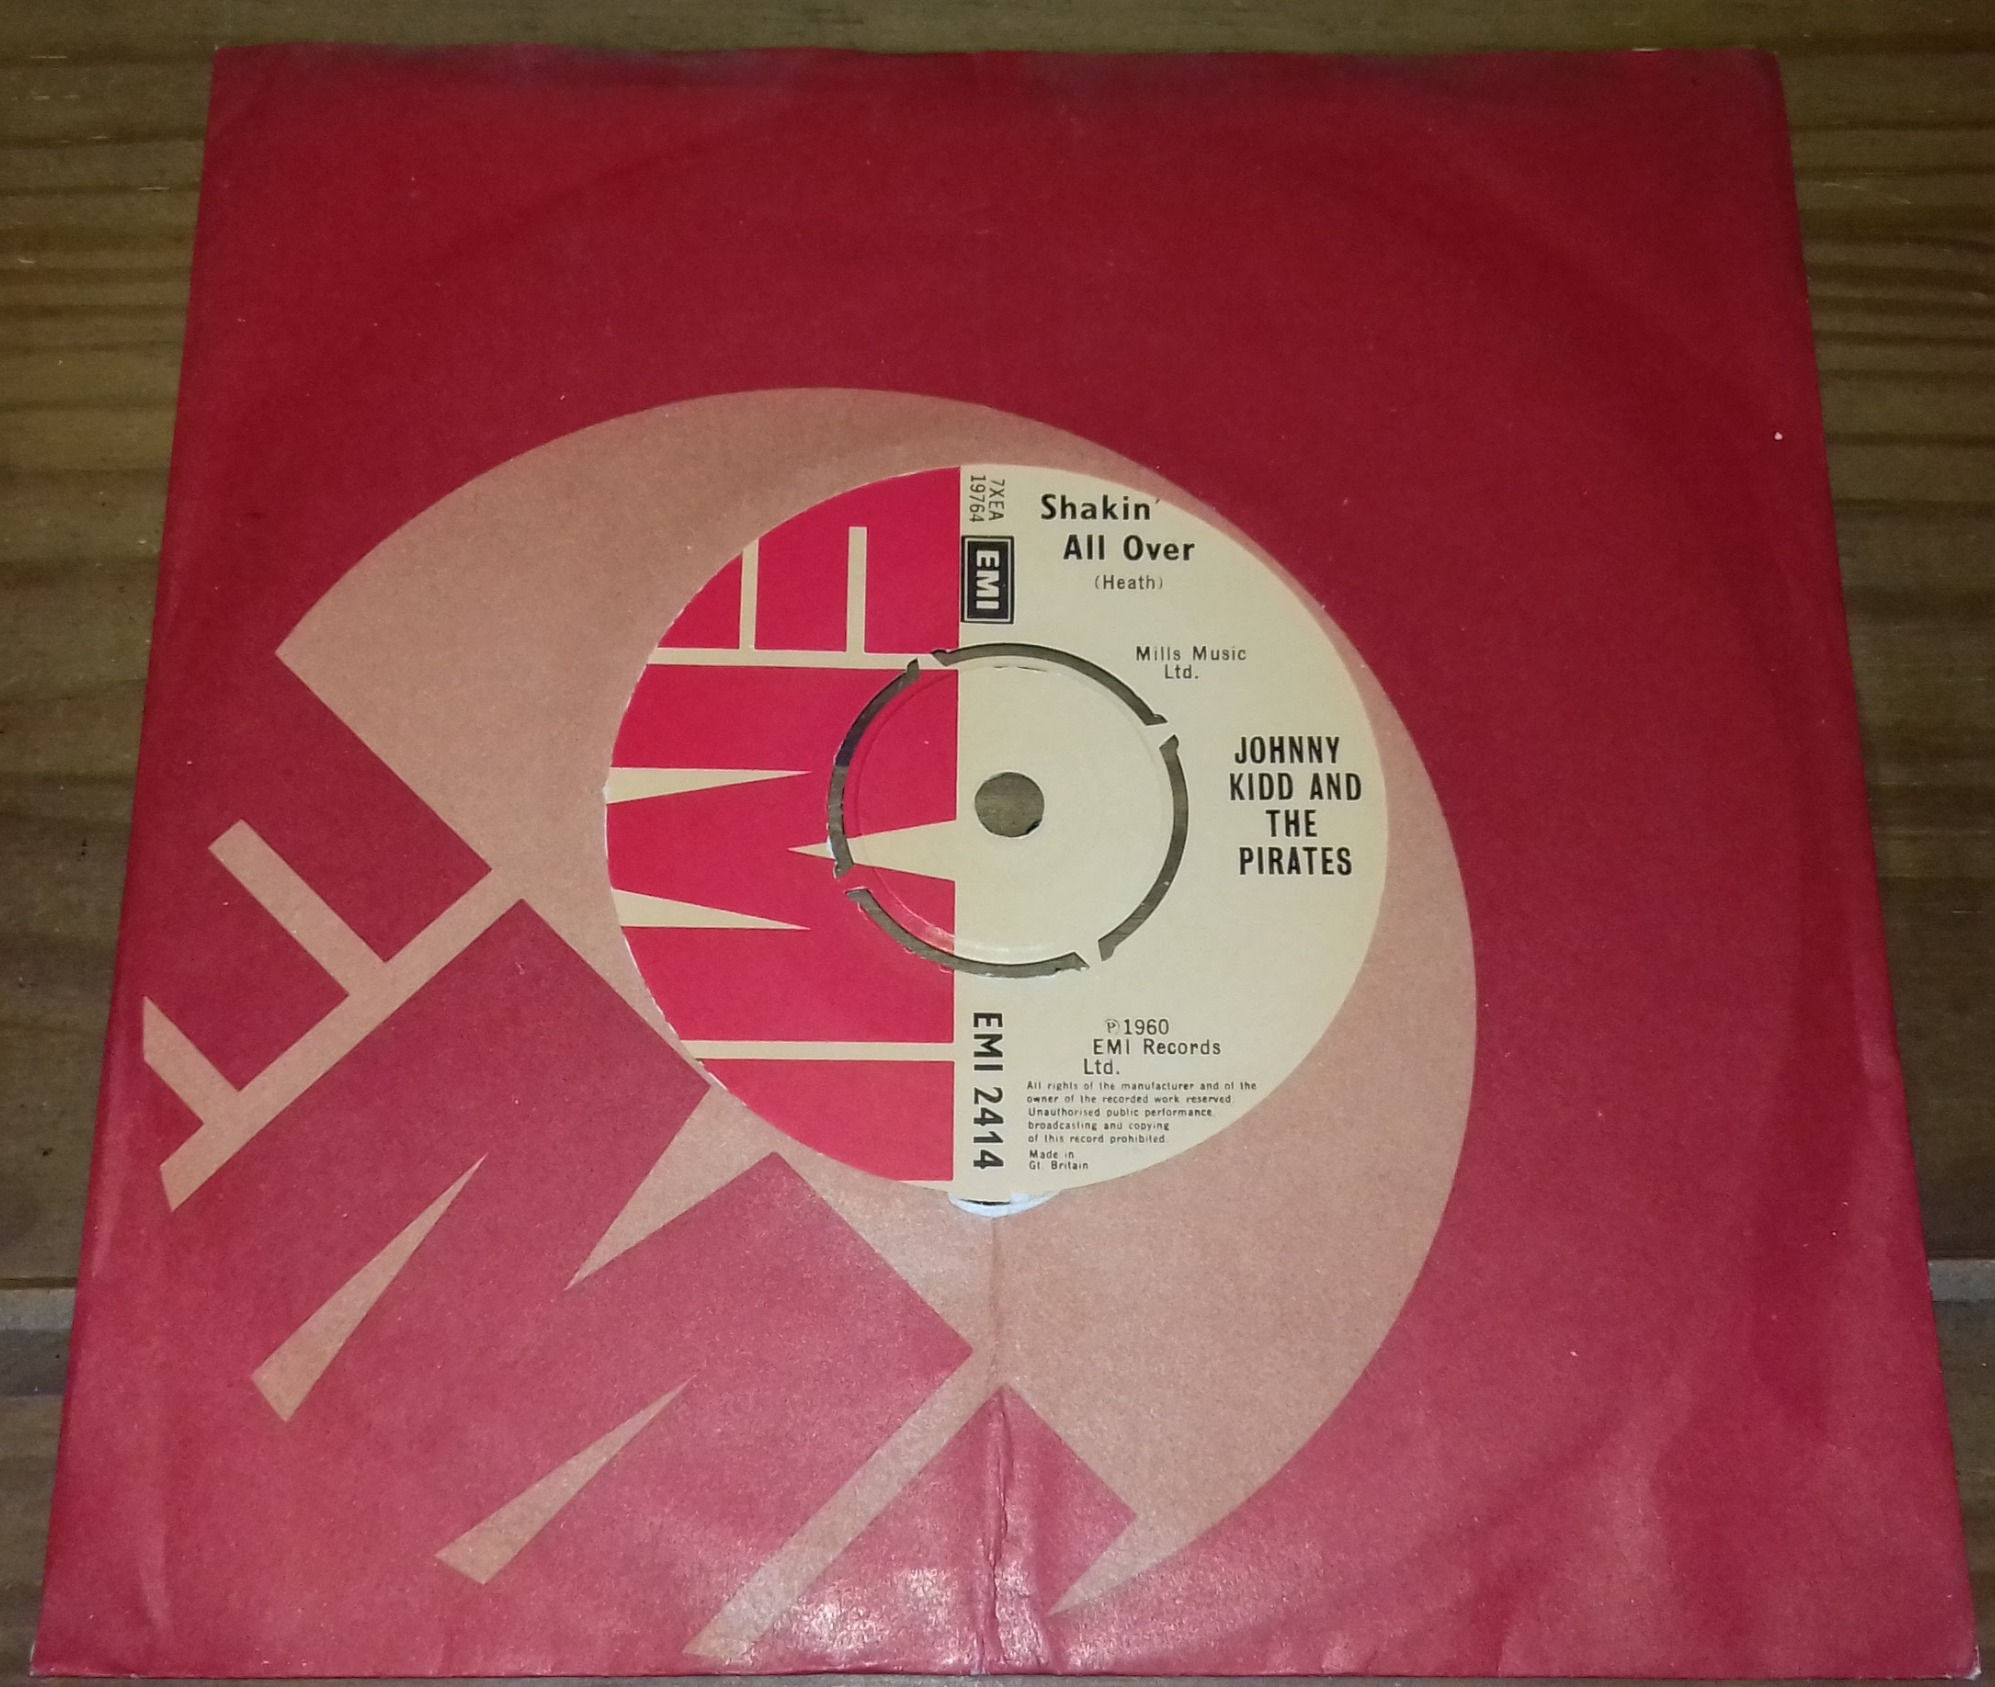 7XEA
19764
EMI
Shakin'
All Over
(Heath)
Mills Music
Ltd.
JOHNNY
KIDD AND
THE
PIRATES
EMI 2414
℗1960
EMI Records
Ltd.
All rights of the manufacturer and of the
owner of the recorded work reserved.
Unauthorised public performance,
broadcasting and copying
of this record prohibited.
Made in
Gt. Britain
EMI
EMI